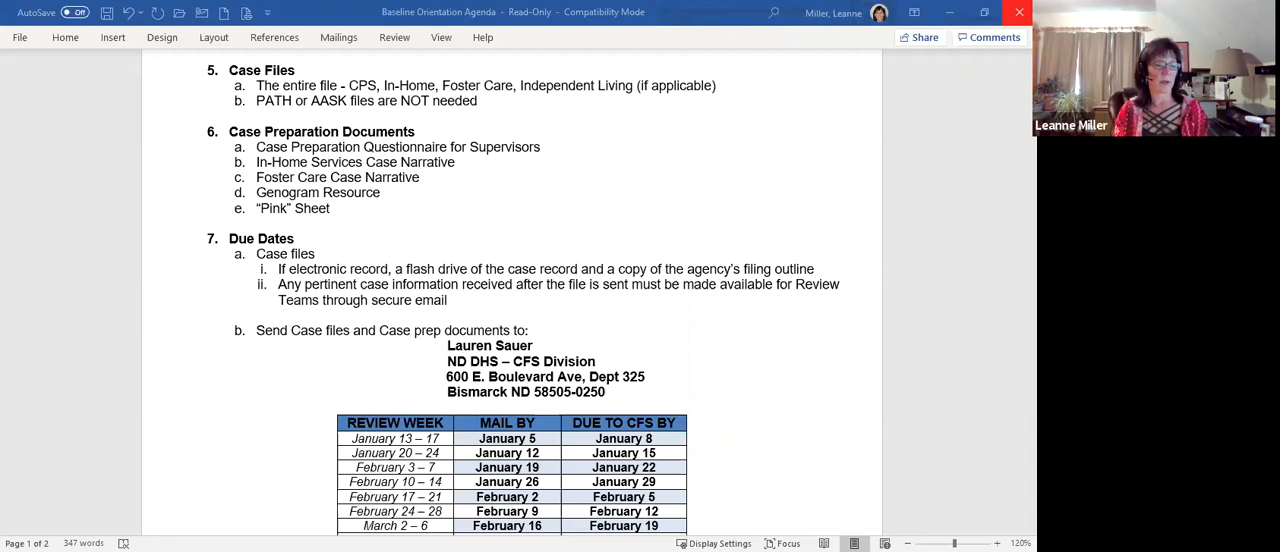 AutoSave Off Baseline Orientation Agenda - Read-Only - Compatibility Mode Miller, Leanne
File Home Insert Design Layout References Mailings Review View Help Share Comments
5. Case Files
a. The entire file - CPS, In-Home, Foster Care, Independent Living (if applicable)
b. PATH or AASK files are NOT needed
Leanne Miller
6. Case Preparation Documents
a. Case Preparation Questionnaire for Supervisors
b. In-Home Services Case Narrative
c. Foster Care Case Narrative
d. Genogram Resource
e. “Pink” Sheet
7. Due Dates
a. Case files
i. If electronic record, a flash drive of the case record and a copy of the agency’s filing outline
ii. Any pertinent case information received after the file is sent must be made available for Review
Teams through secure email
b. Send Case files and Case prep documents to:
Lauren Sauer
ND DHS – CFS Division
600 E. Boulevard Ave, Dept 325
Bismarck ND 58505-0250
REVIEW WEEK MAIL BY DUE TO CFS BY
January 13 – 17 January 5 January 8
January 20 – 24 January 12 January 15
February 3 – 7 January 19 January 22
February 10 – 14 January 26 January 29
February 17 – 21 February 2 February 5
February 24 – 28 February 9 February 12
March 2 – 6 February 16 February 19
Page 1 of 2 347 words Display Settings Focus 120%